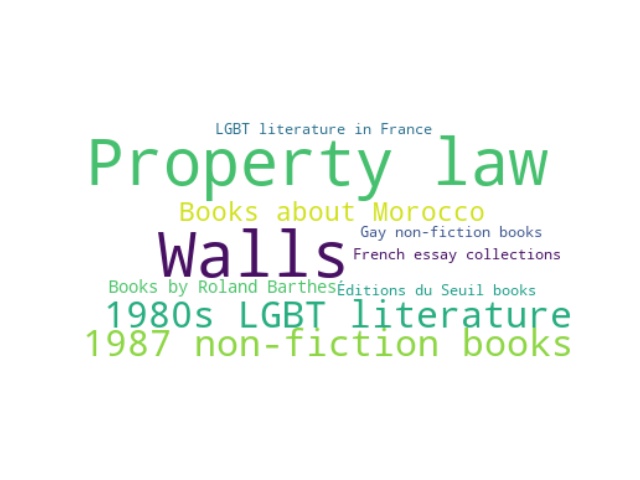 LGBT literature in France
Property law
Books about Morocco
Walls
Gay non-fiction books
French essay collections
Books by Roland Barthes
Éditions du Seuil books
1980s LGBT literature
1987 non-fiction books